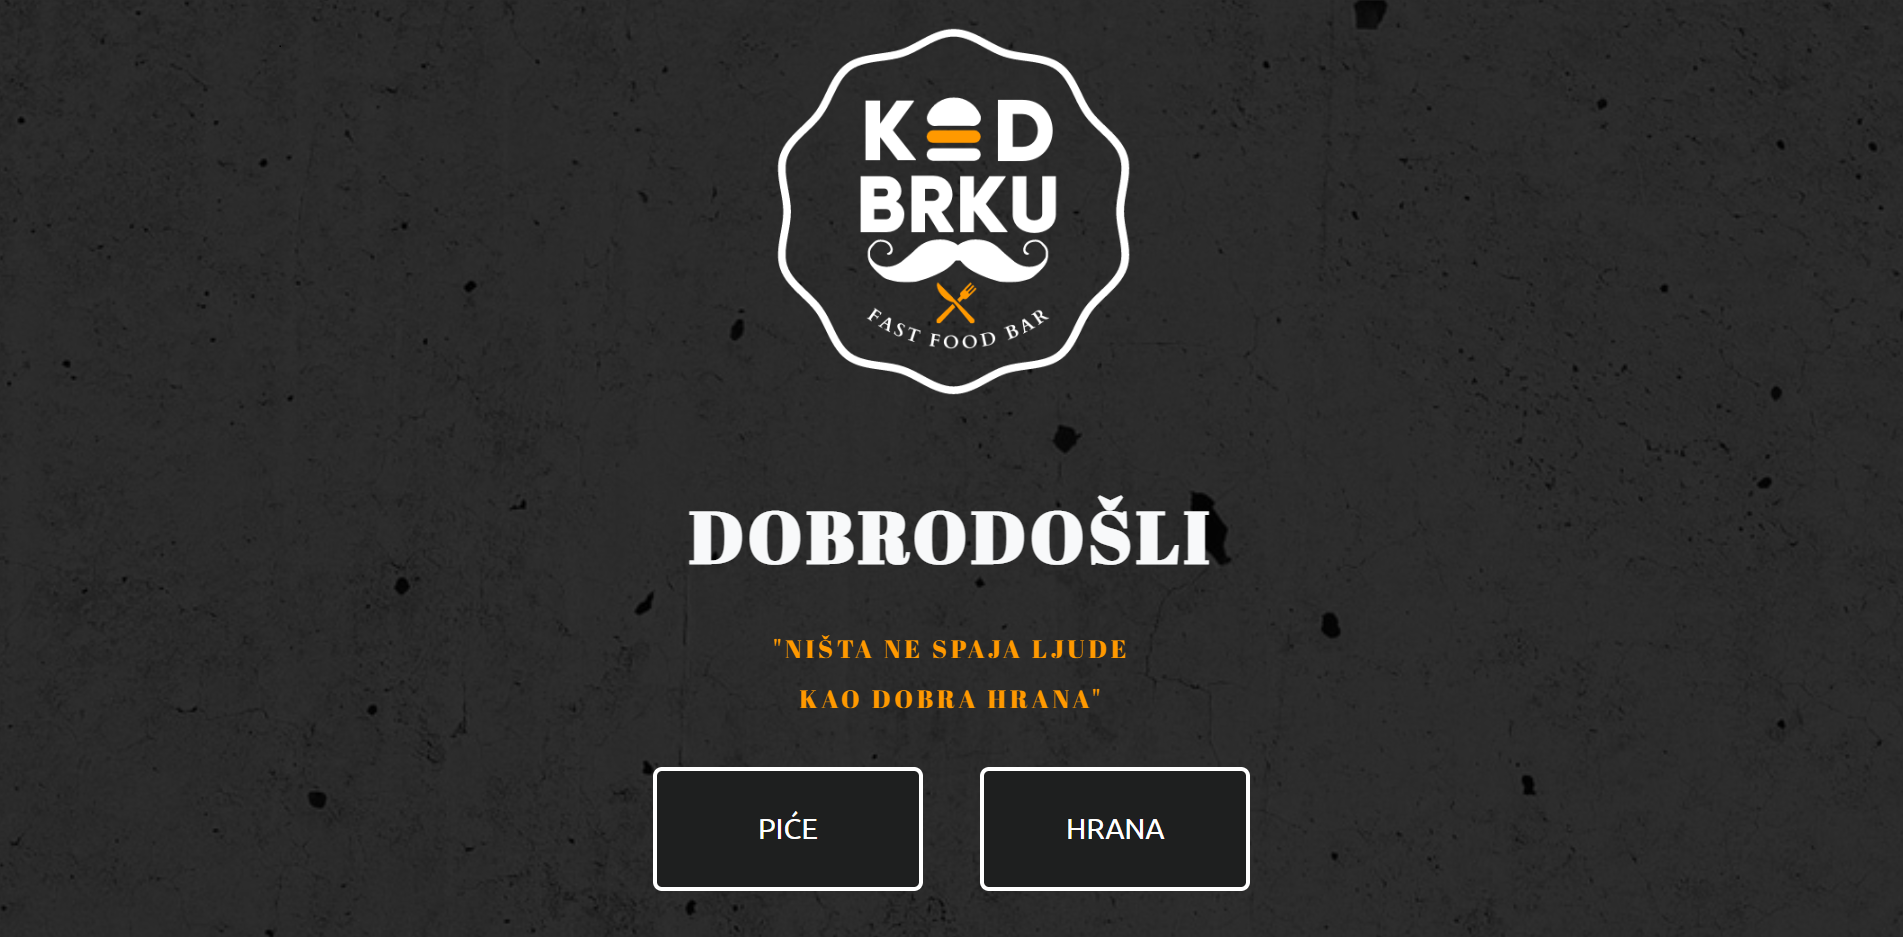 KOD
BRKU
FAST FOOD BAR
DOBRODOŠLI
"NIŠTA NE SPAJA LJUDE
KAO DOBRA HRANA"
PIĆE
HRANA